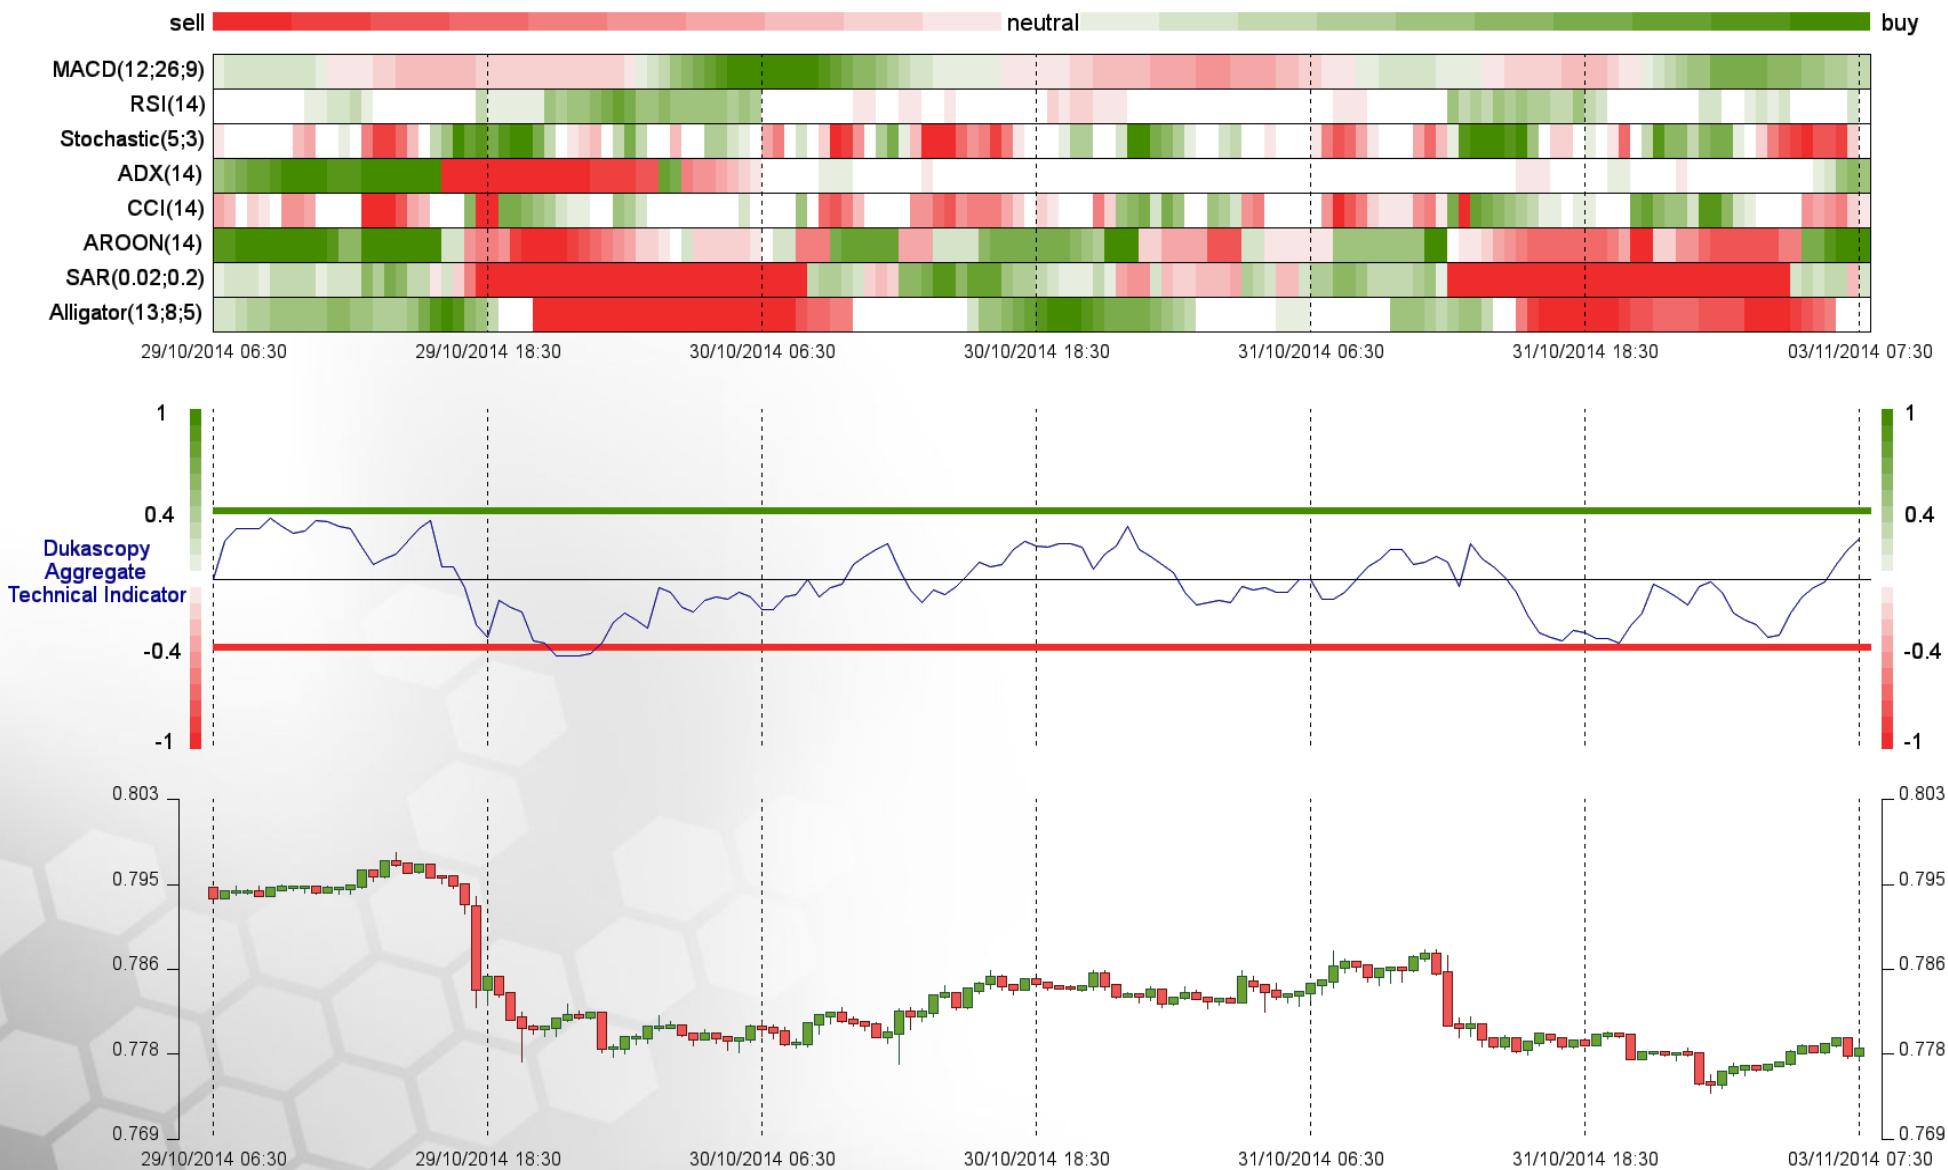 sell neutral buy
MACD(12;26;9)
RSI(14)
Stochastic(5;3)
ADX(14)
CCI(14)
AROON(14)
SAR(0.02;0.2)
Alligator(13;8;5)
29/10/2014 06:30 29/10/2014 18:30 30/10/2014 06:30 30/10/2014 18:30 31/10/2014 06:30 31/10/2014 18:30 03/11/2014 07:30
1 1
0.4 0.4
Dukascopy
Aggregate
Technical Indicator
-0.4 -0.4
-1 -1
0.803 0.803
0.795 0.795
0.786 0.786
0.778 0.778
0.769 0.769
29/10/2014 06:30 29/10/2014 18:30 30/10/2014 06:30 30/10/2014 18:30 31/10/2014 06:30 31/10/2014 18:30 03/11/2014 07:30